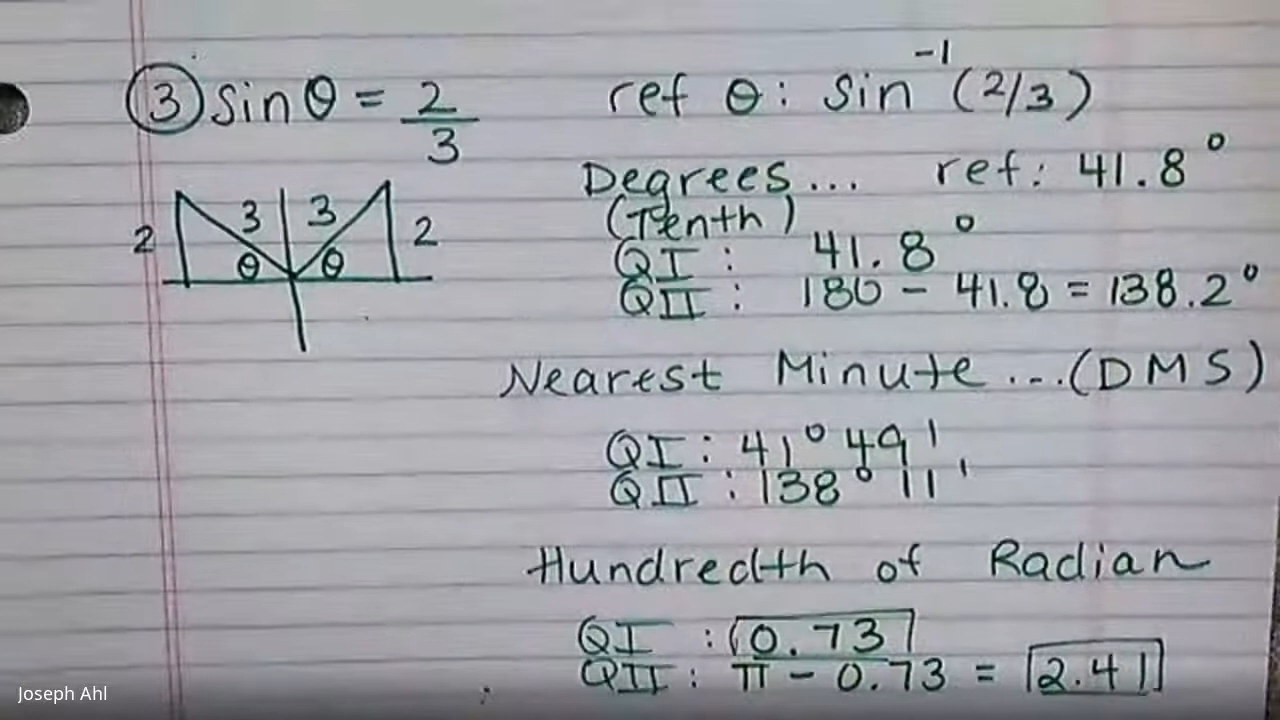 ③ sin θ = 2/3
ref θ: sin⁻¹ (2/3)
2 3 3 2
θ θ
Degrees... ref: 41.8°
(Tenth)
QI : 41.8°
QII : 180 - 41.8 = 138.2°
Nearest Minute ...(DMS)
QI : 41° 49'
QII : 138° 11'
Hundredth of Radian
QI : 0.73
QII : π - 0.73 = 2.41
Joseph Ahl